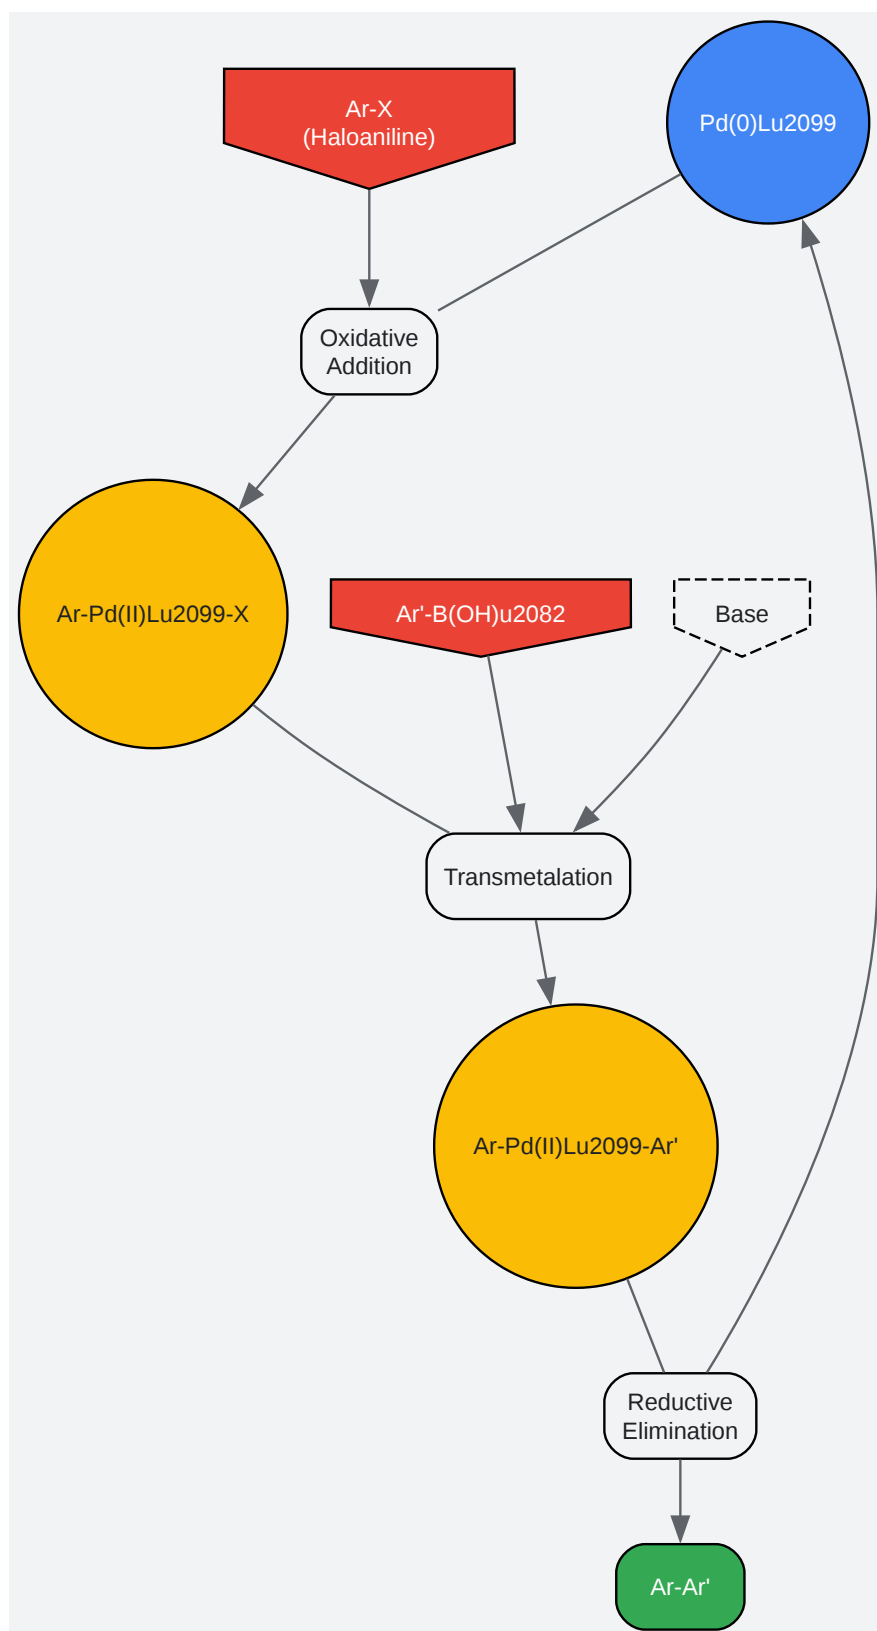 Ar-X
(Haloaniline)
Pd(0)Lu2099
Oxidative
Addition
Ar-Pd(II)Lu2099-X
Ar'-B(OH)u2082
Base
Transmetalation
Ar-Pd(II)Lu2099-Ar'
Reductive
Elimination
Ar-Ar'